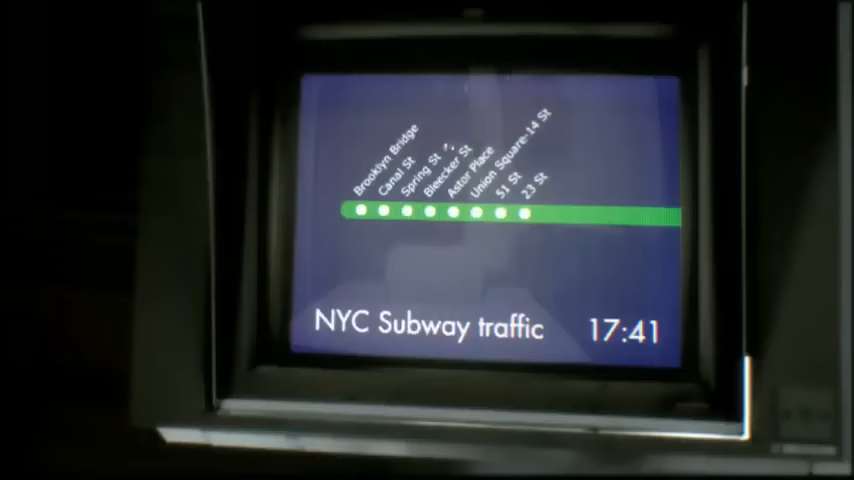 Brooklyn Bridge
Canal St
Spring St
Bleecker St
Astor Place
Union Square-14 St
51 St
23 St
NYC Subway traffic 17:41